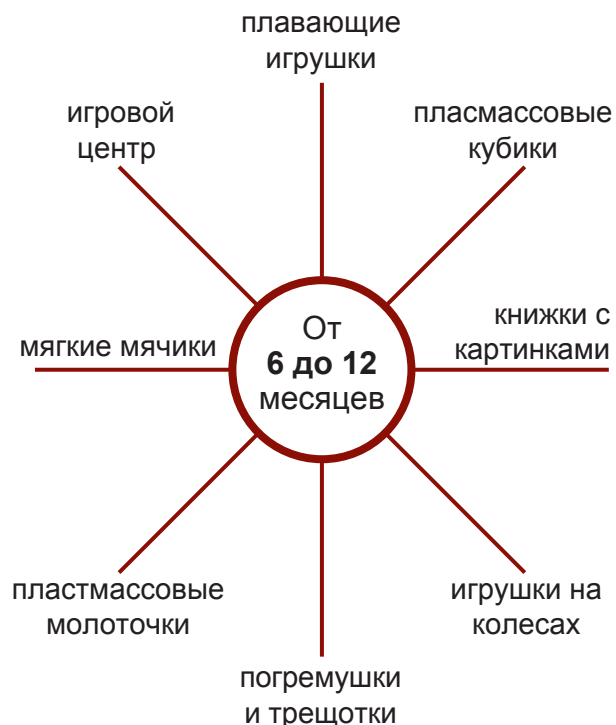 плавающие
игрушки
игровой
центр
пласмассовые
кубики
От
6 до 12
месяцев
мягкие мячики
книжки с
картинками
пластмассовые
молоточки
игрушки на
колесах
погремушки
и трещотки